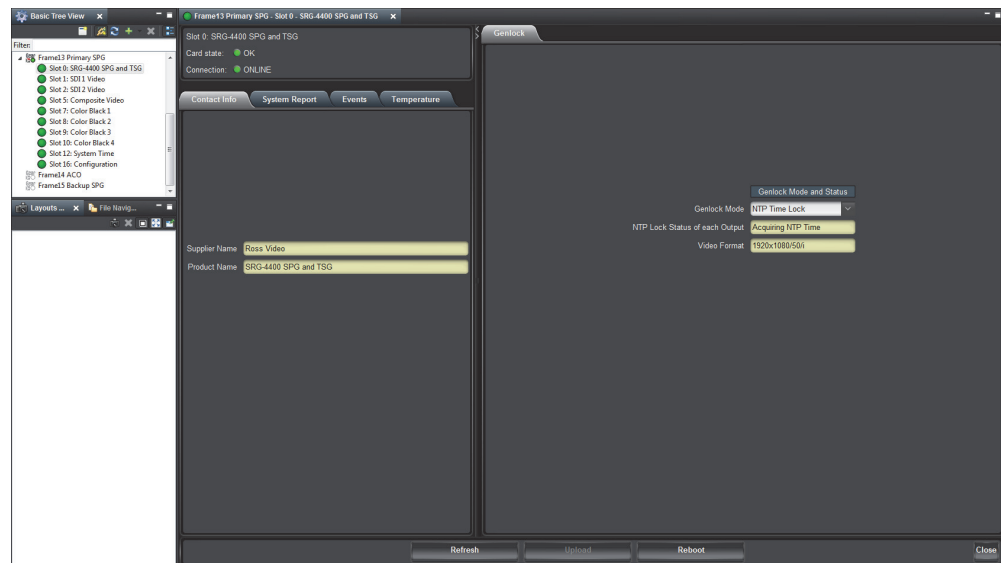 Basic Tree View
Filter:
Frame13 Primary SPG
Slot 0: SRG-4400 SPG and TSG
Slot 1: SDI 1 Video
Slot 2: SDI 2 Video
Slot 5: Composite Video
Slot 7: Color Black 1
Slot 8: Color Black 2
Slot 9: Color Black 3
Slot 10: Color Black 4
Slot 12: System Time
Slot 16: Configuration
Frame14 ACO
Frame15 Backup SPG
Layouts ...
File Navig...
Frame13 Primary SPG - Slot 0 - SRG-4400 SPG and TSG
Slot 0: SRG-4400 SPG and TSG
Card state: OK
Connection: ONLINE
Contact Info
System Report
Events
Temperature
Supplier Name Ross Video
Product Name SRG-4400 SPG and TSG
Genlock
Genlock Mode and Status
Genlock Mode NTP Time Lock
NTP Lock Status of each Output Acquiring NTP Time
Video Format 1920x1080/50/i
Refresh
Upload
Reboot
Close